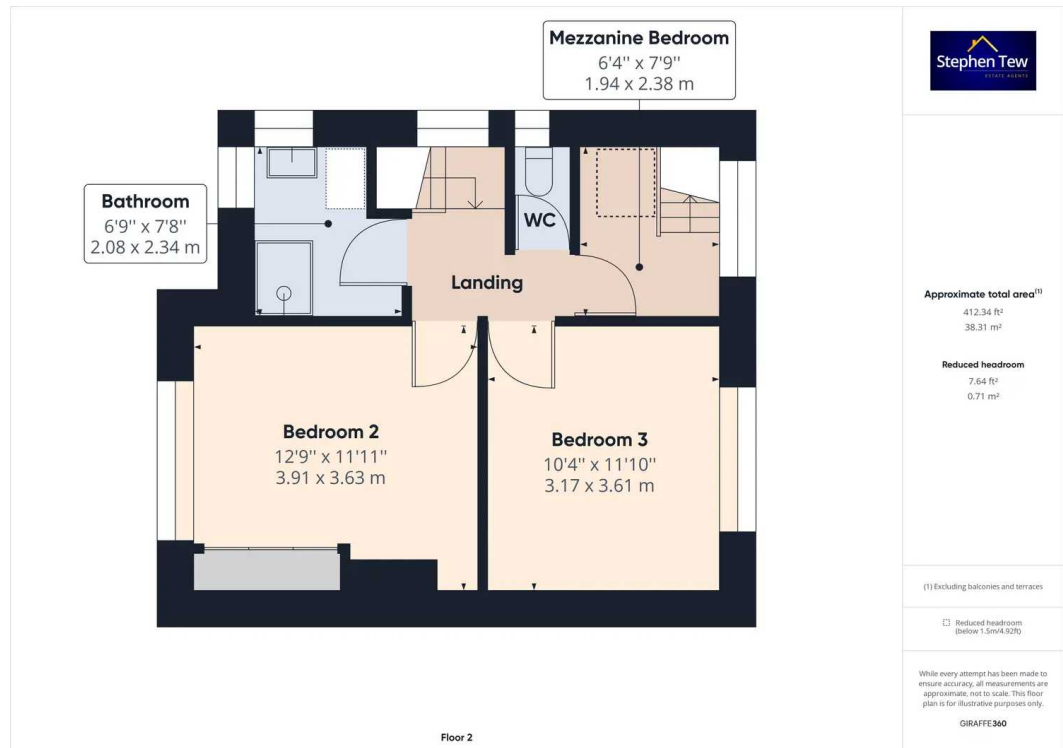 Mezzanine Bedroom
6'4'' x 7'9''
1.94 x 2.38 m
Bathroom
6'9'' x 7'8''
2.08 x 2.34 m
WC
Landing
Bedroom 2
12'9'' x 11'11''
3.91 x 3.63 m
Bedroom 3
10'4'' x 11'10''
3.17 x 3.61 m
Floor 2
Stephen Tew
ESTATE AGENTS
Approximate total area(1)
412.34 ft²
38.31 m²
Reduced headroom
7.64 ft²
0.71 m²
(1) Excluding balconies and terraces
Reduced headroom
(below 1.5m/4.92ft)
While every attempt has been made to
ensure accuracy, all measurements are
approximate, not to scale. This floor
plan is for illustrative purposes only.
GIRAFFE360